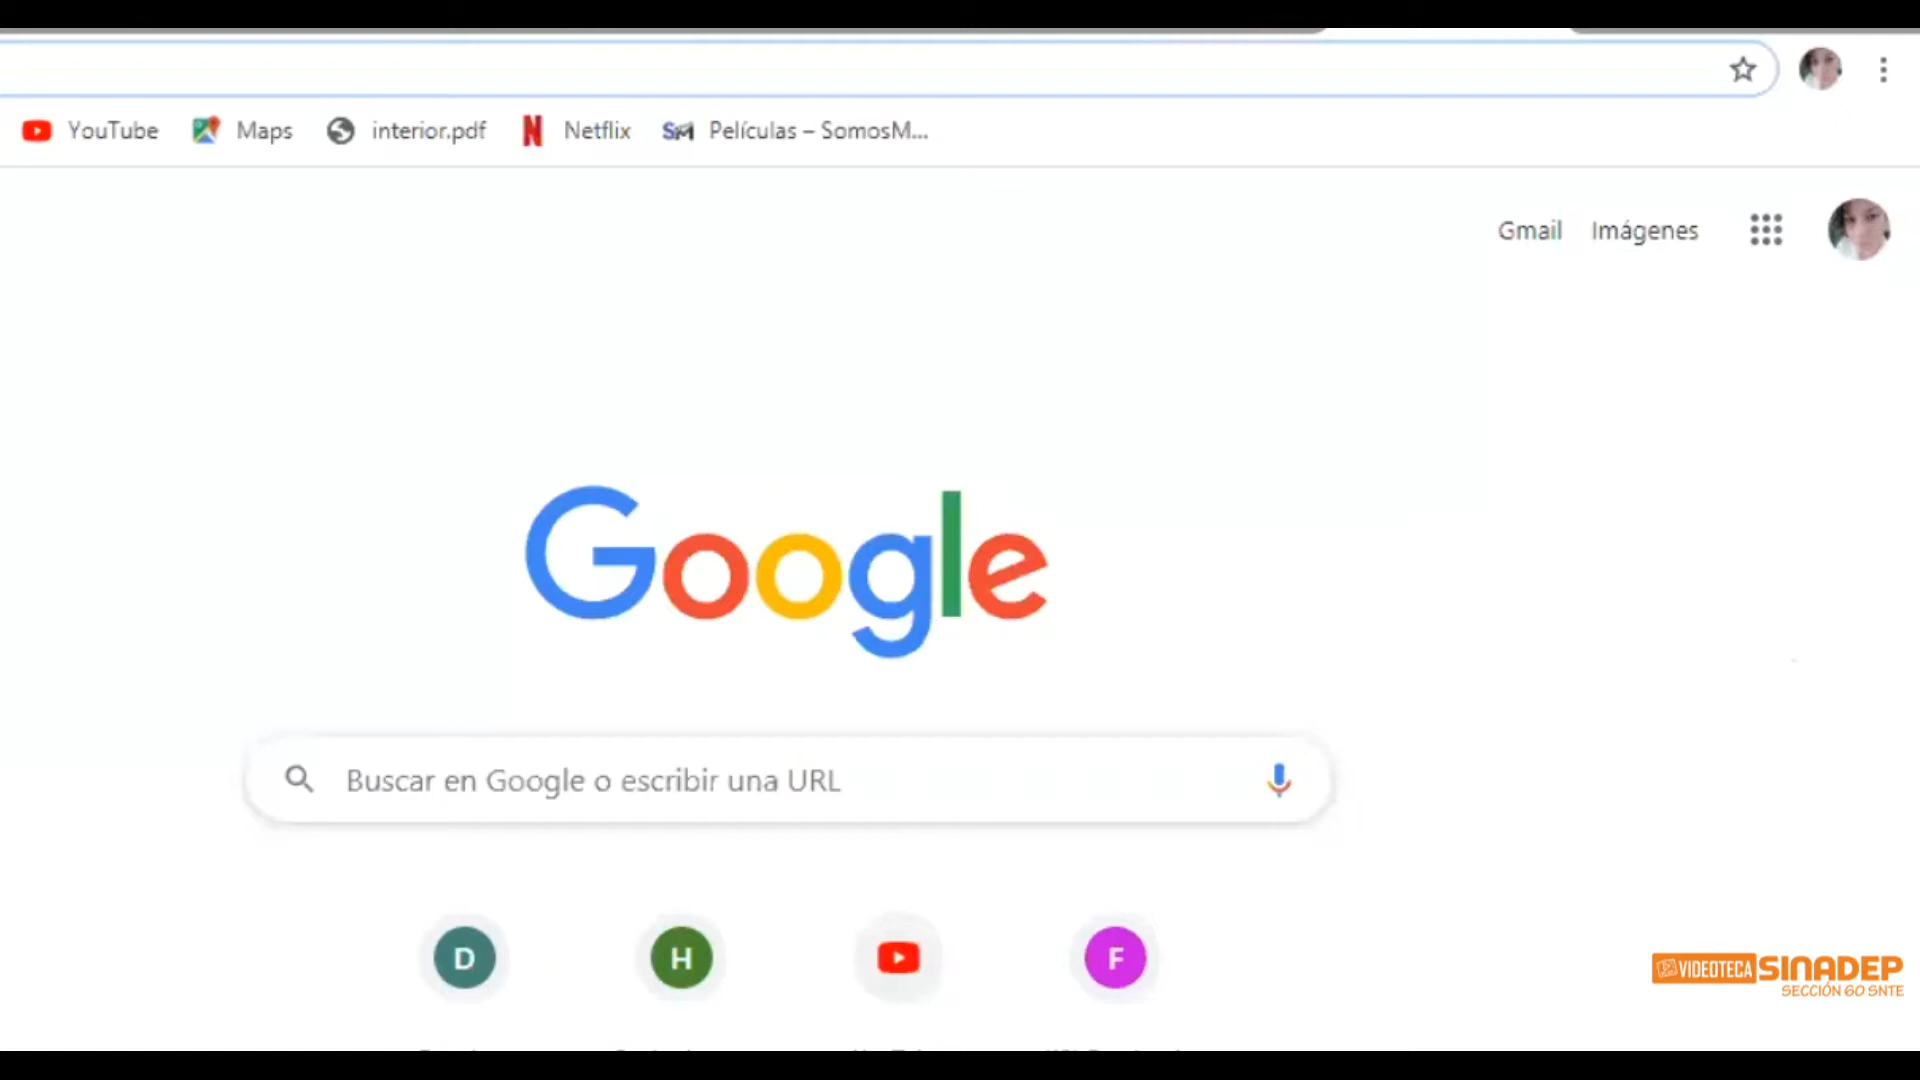 YouTube Maps interior.pdf Netflix SM Películas – SomosM...
Gmail Imágenes
Google
Buscar en Google o escribir una URL
D H F
VIDEOTECA SINADEP
SECCIÓN 60 SNTE